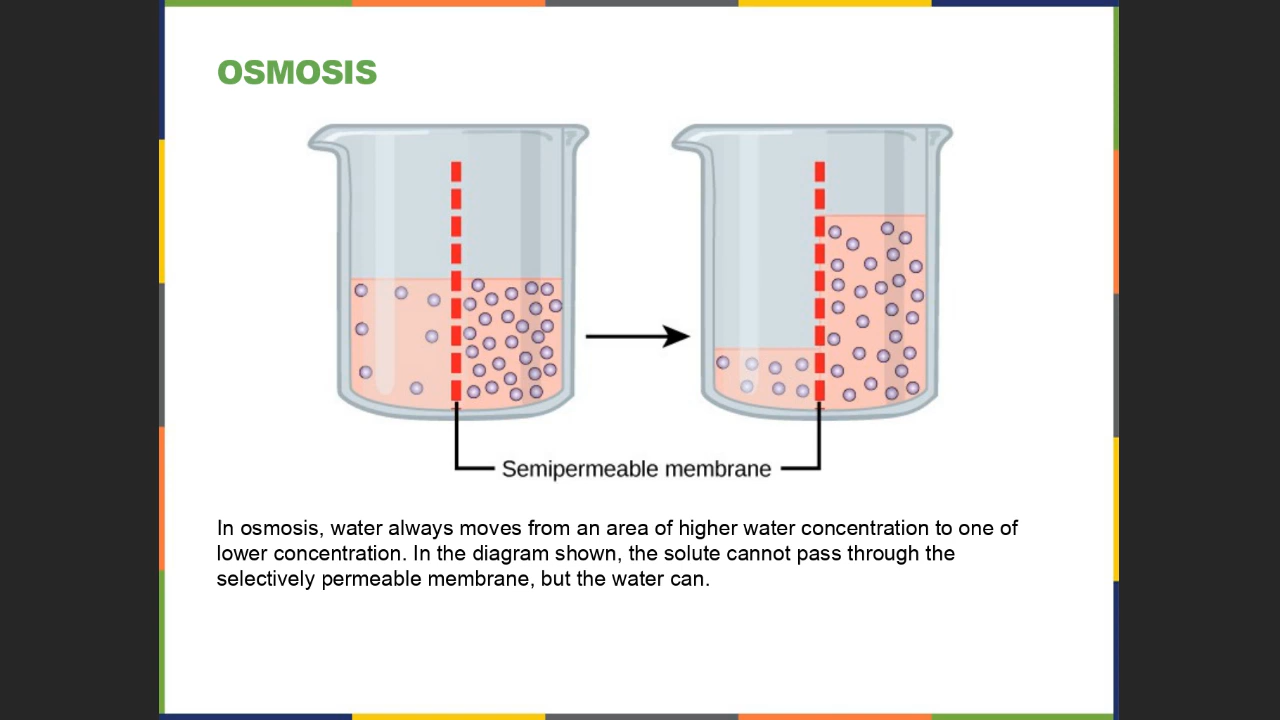 OSMOSIS
Semipermeable membrane
In osmosis, water always moves from an area of higher water concentration to one of
lower concentration. In the diagram shown, the solute cannot pass through the
selectively permeable membrane, but the water can.